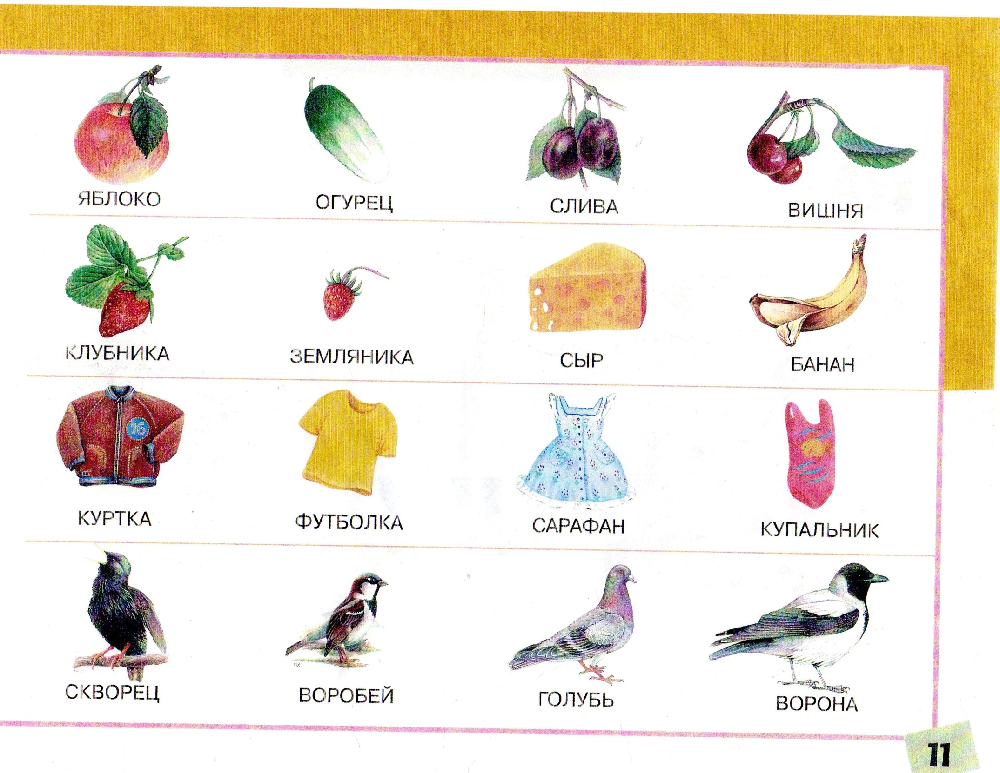 ЯБЛОКО ОГУРЕЦ СЛИВА ВИШНЯ
КЛУБНИКА ЗЕМЛЯНИКА СЫР БАНАН
16
КУРТКА ФУТБОЛКА САРАФАН КУПАЛЬНИК
СКВОРЕЦ ВОРОБЕЙ ГОЛУБЬ ВОРОНА
11